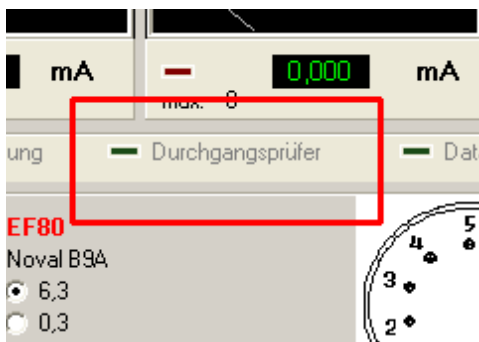 mA 0,000 mA
max. 0
ung Durchgangsprüfer Dat
EF80
Noval B9A
6,3
0,3
5
4
3
2